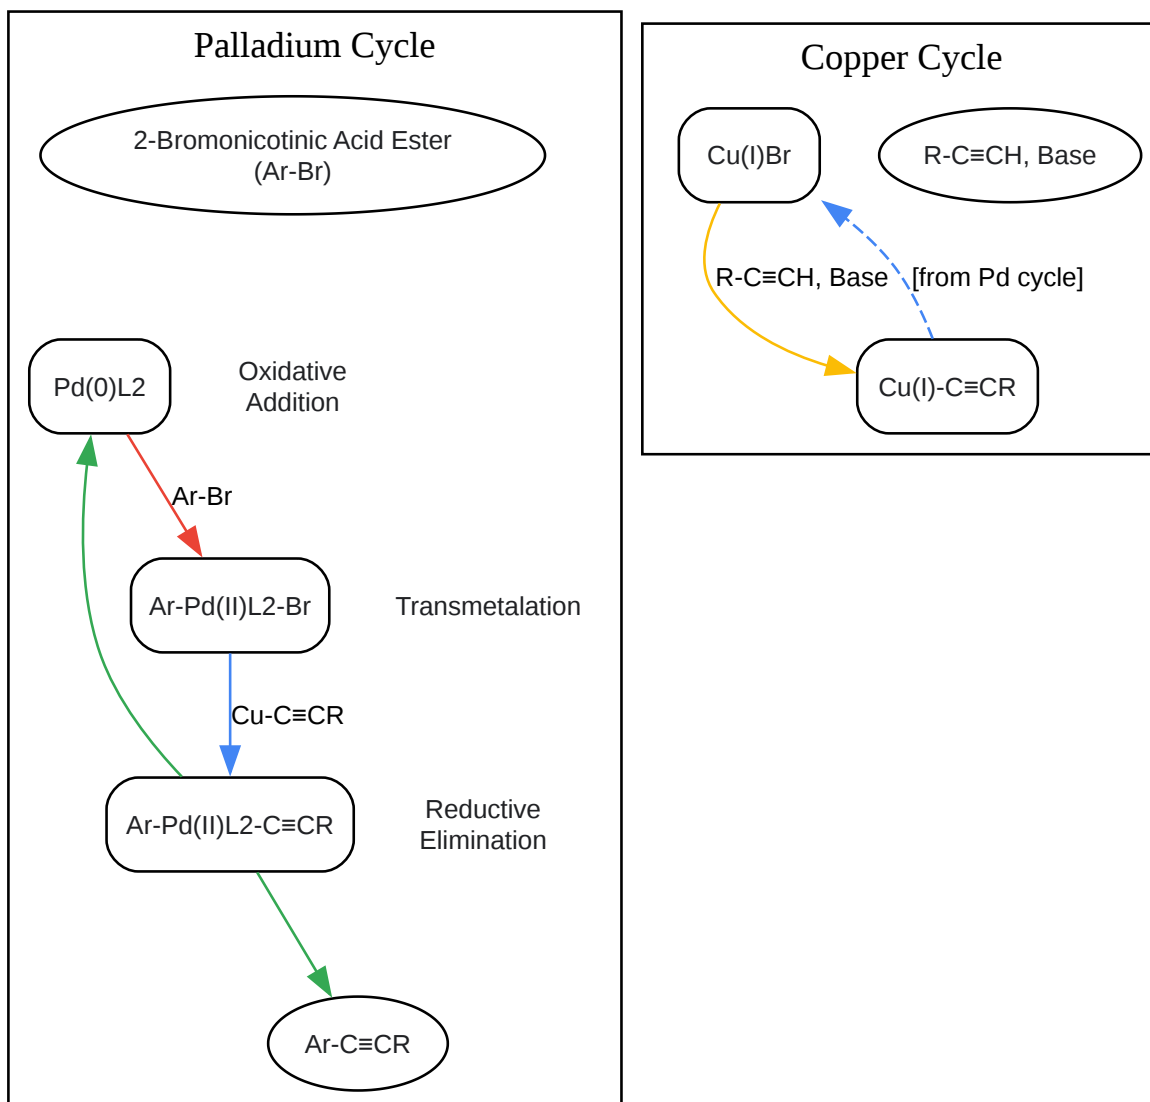 Palladium Cycle
2-Bromonicotinic Acid Ester
(Ar-Br)
Pd(0)L2
Oxidative
Addition
Ar-Br
Ar-Pd(II)L2-Br
Transmetalation
Cu-C≡CR
Ar-Pd(II)L2-C≡CR
Reductive
Elimination
Ar-C≡CR
Copper Cycle
Cu(I)Br
R-C≡CH, Base
R-C≡CH, Base
[from Pd cycle]
Cu(I)-C≡CR